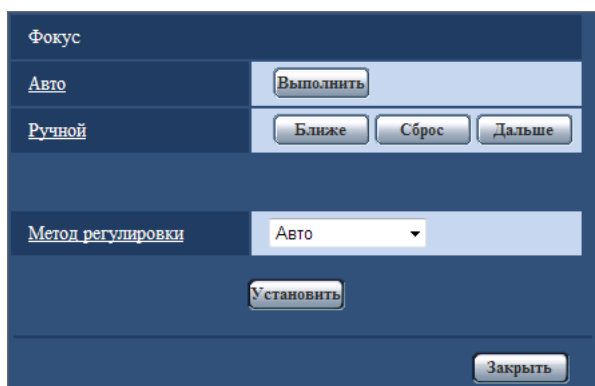 Фокус
Авто Выполнить
Ручной Ближе Сброс Дальше
Метод регулировки Авто
Установить
Закрыть